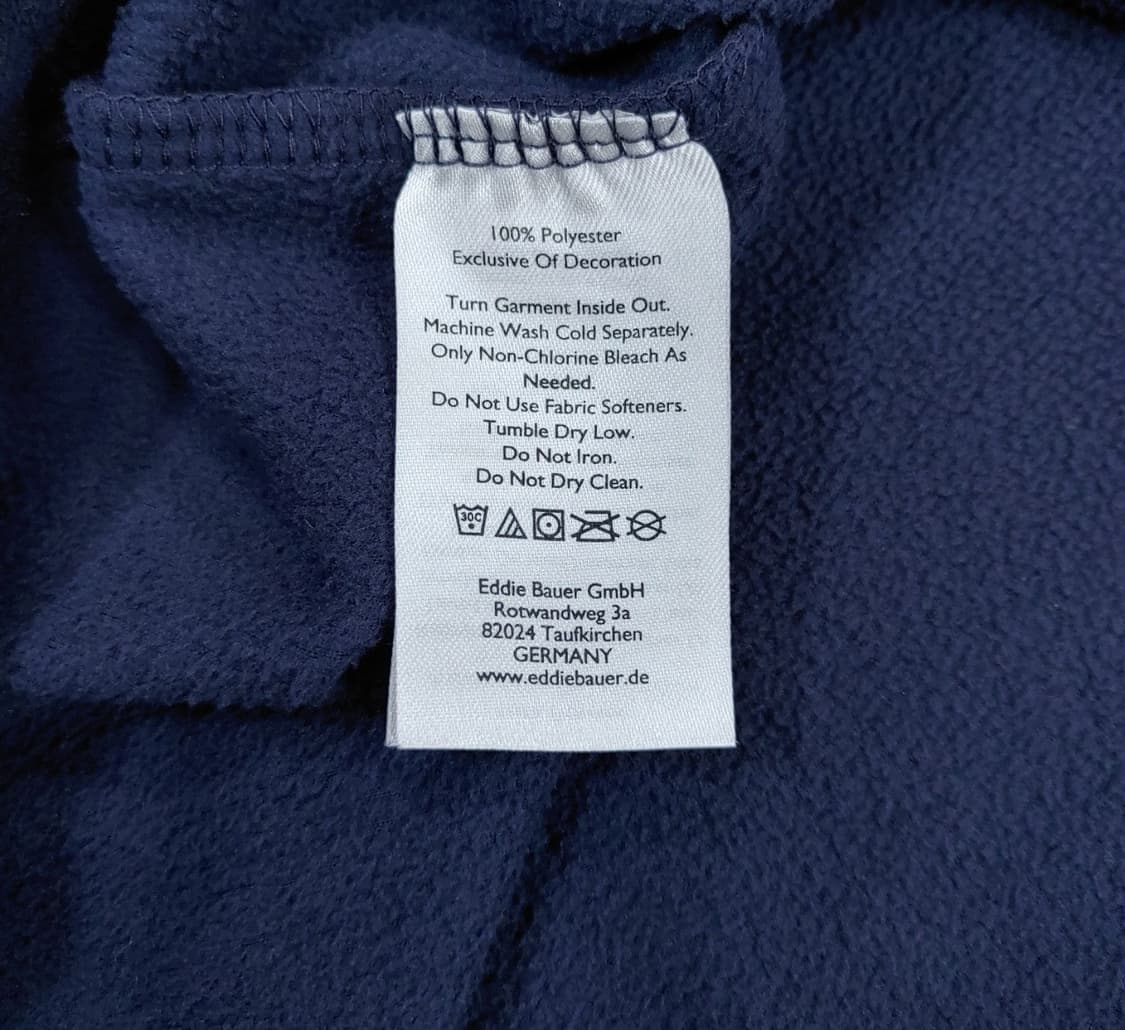 100% Polyester
Exclusive Of Decoration
Turn Garment Inside Out.
Machine Wash Cold Separately.
Only Non-Chlorine Bleach As
Needed.
Do Not Use Fabric Softeners.
Tumble Dry Low.
Do Not Iron.
Do Not Dry Clean.
30C
Eddie Bauer GmbH
Rotwandweg 3a
82024 Taufkirchen
GERMANY
www.eddiebauer.de